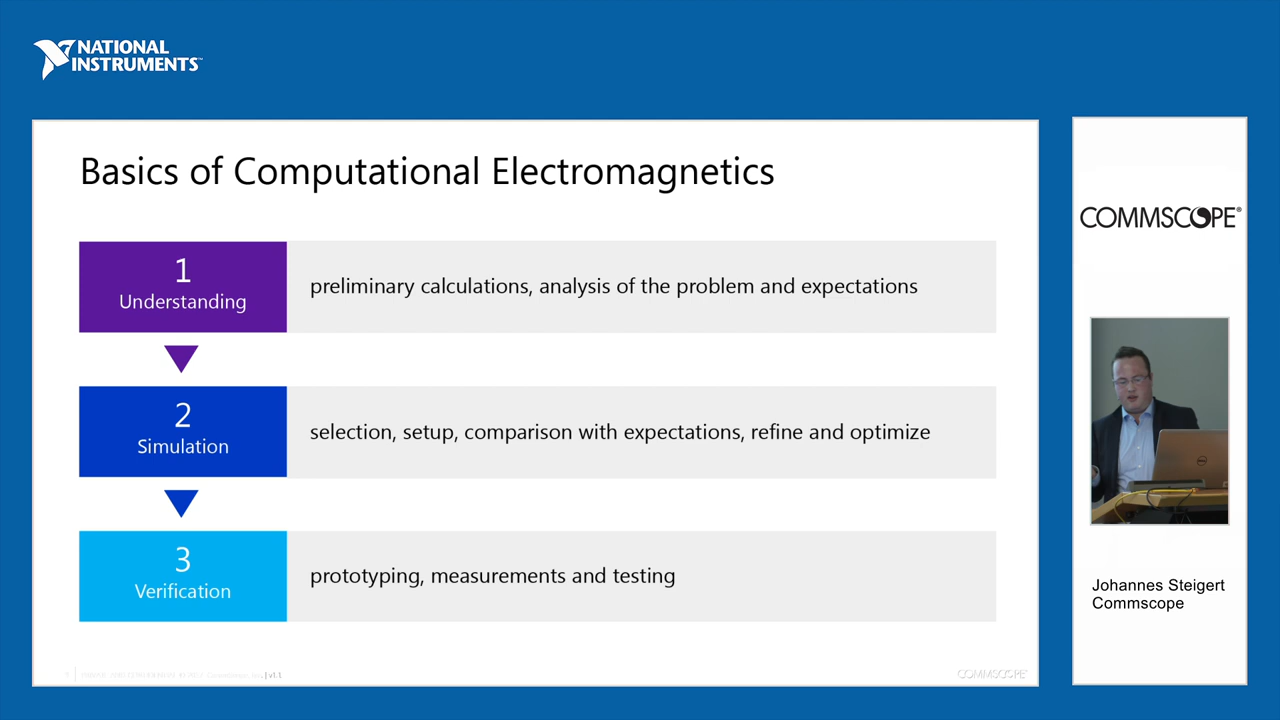 NATIONAL
INSTRUMENTS
Basics of Computational Electromagnetics
1
Understanding
preliminary calculations, analysis of the problem and expectations
2
Simulation
selection, setup, comparison with expectations, refine and optimize
3
Verification
prototyping, measurements and testing
COMMSCOPE
COMMSCOPE®
Johannes Steigert
Commscope